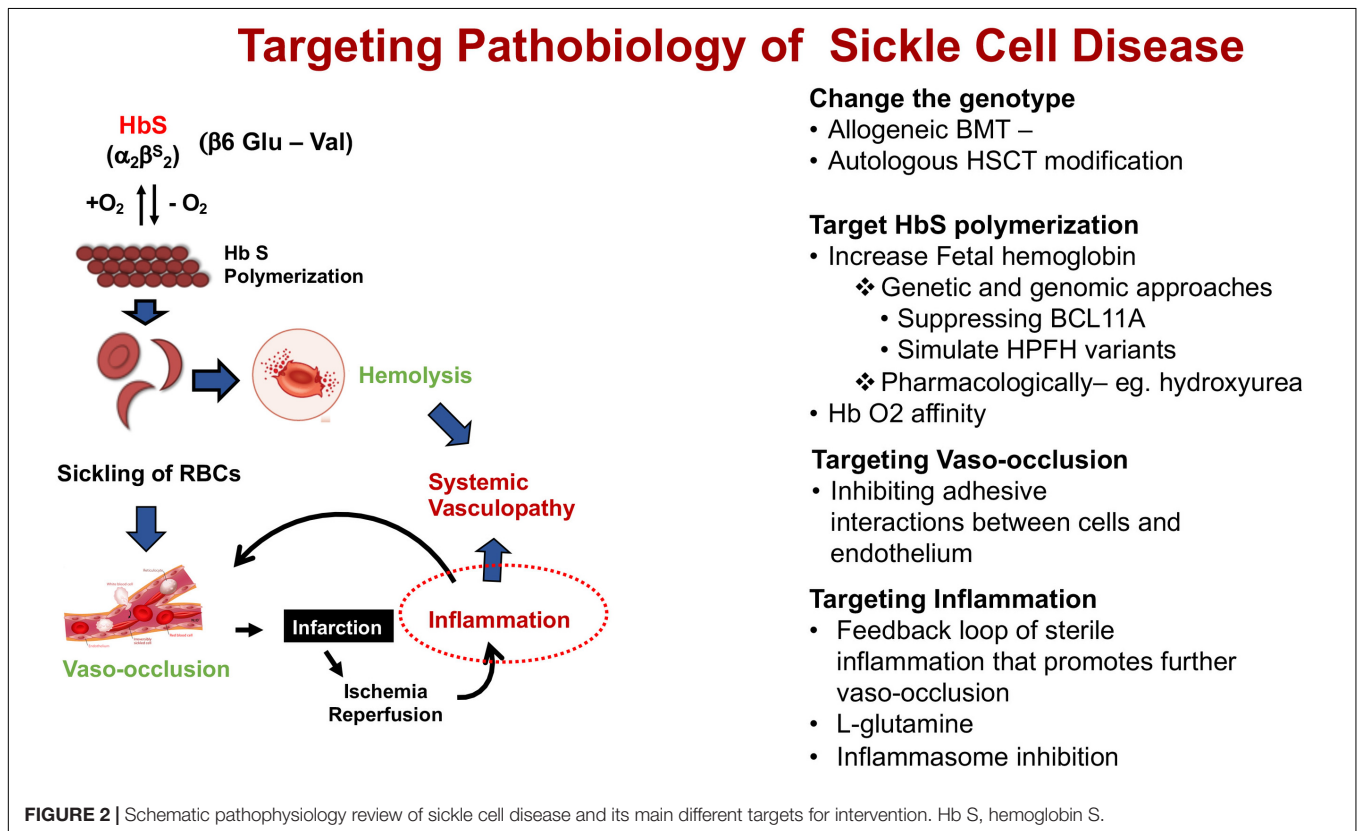 Targeting Pathobiology of Sickle Cell Disease
HbS
(α₂βˢ₂)
(β6 Glu – Val)
+O₂
- O₂
Hb S
Polymerization
Hemolysis
Sickling of RBCs
Systemic
Vasculopathy
Inflammation
Infarction
Vaso-occlusion
Ischemia
Reperfusion
Change the genotype
• Allogeneic BMT –
• Autologous HSCT modification
Target HbS polymerization
• Increase Fetal hemoglobin
❖ Genetic and genomic approaches
• Suppressing BCL11A
• Simulate HPFH variants
❖ Pharmacologically– eg. hydroxyurea
• Hb O2 affinity
Targeting Vaso-occlusion
• Inhibiting adhesive
interactions between cells and
endothelium
Targeting Inflammation
• Feedback loop of sterile
inflammation that promotes further
vaso-occlusion
• L-glutamine
• Inflammasome inhibition
FIGURE 2 | Schematic pathophysiology review of sickle cell disease and its main different targets for intervention. Hb S, hemoglobin S.